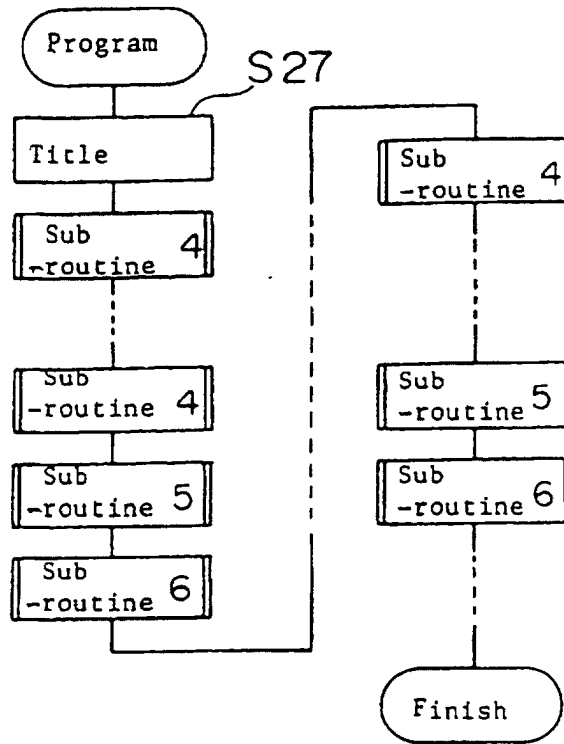 Program
S27
Title
Sub
-routine 4
Sub
-routine 4
Sub
-routine 5
Sub
-routine 6
Sub
-routine 4
Sub
-routine 5
Sub
-routine 6
Finish